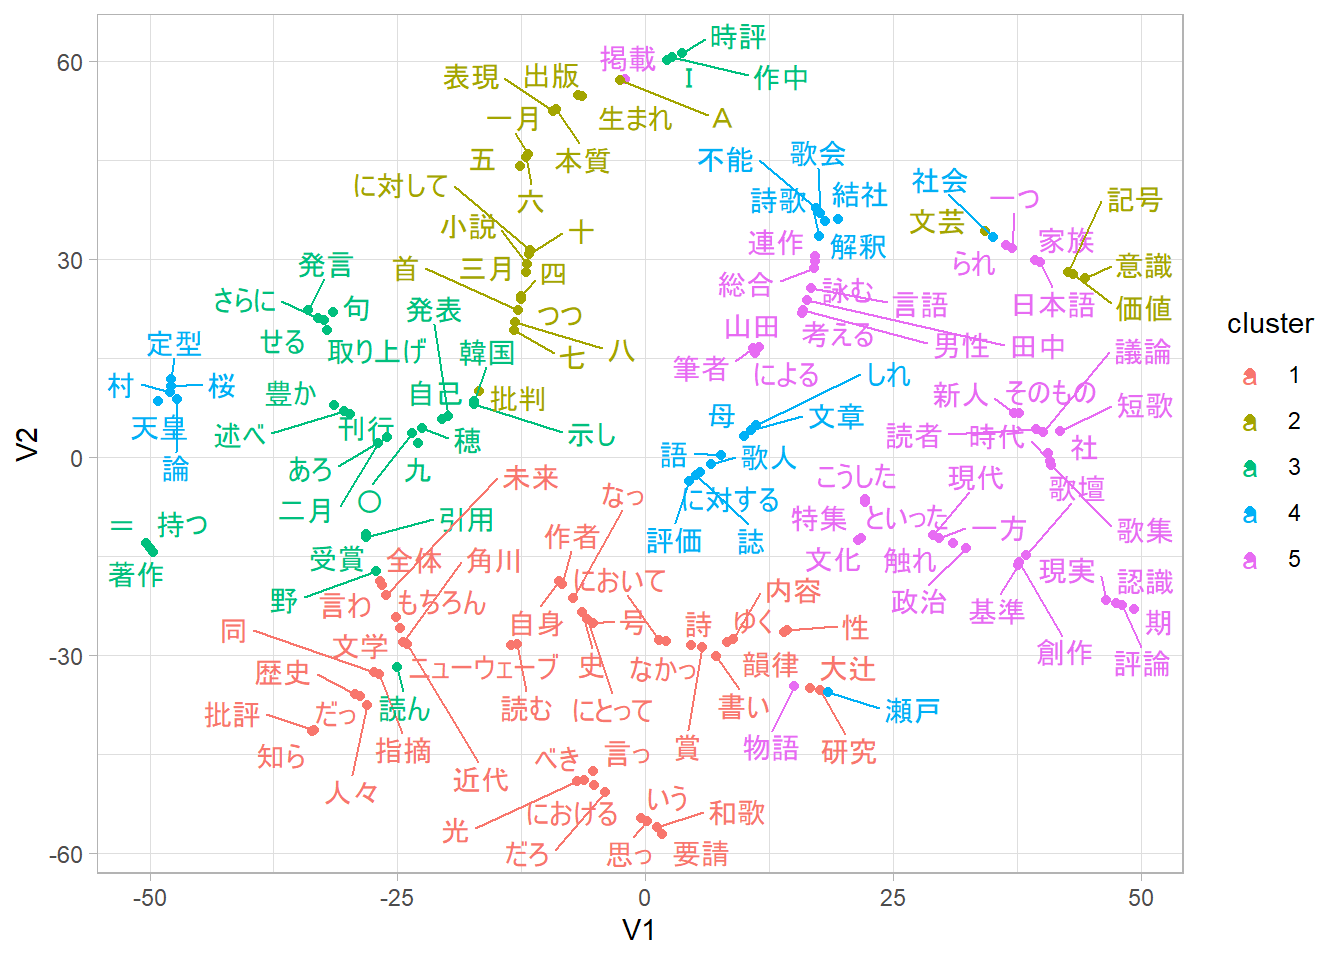 時評
掲載
60
表現 出版
I
作中
一月
生まれ
A
五
本質
不能
歌会
に対して
六
社会
詩歌
結社
一つ
記号
小説
十
連作
解釈
文芸
家族
30
発言
首
三月
四
総合
られ
意識
さらに
句
発表
つつ
詠む
言語
日本語
価値
せる
取り上げ
韓国
七
八
山田
考える
男性
田中
議論
定型
村
桜
豊か
自己
批判
筆者
による
しれ
新人
そのもの
短歌
天皇
述べ
刊行
穂
示し
母
文章
読者
時代
社
論
0
あろ
九
語
歌人
こうした
現代
歌壇
二月
〇
未来
なっ
に対する
＝
持つ
引用
作者
評価
誌
特集
といった
一方
歌集
著作
受賞
全体
角川
において
文化
触れ
現実
認識
野
言わ
もちろん
自身
号
詩
ゆく
内容
政治
基準
期
同
文学
性
-30
歴史
ニューウェーブ
史
なかっ
韻律
大辻
創作
評論
批評
だっ
読ん
読む
にとって
書い
瀬戸
知ら
指摘
賞
物語
研究
人々
近代
べき
言っ
光
における
いう
和歌
-60
だろ
思っ
要請
-50
-25
0
25
50
V1
V2
cluster
a 1
a 2
a 3
a 4
a 5